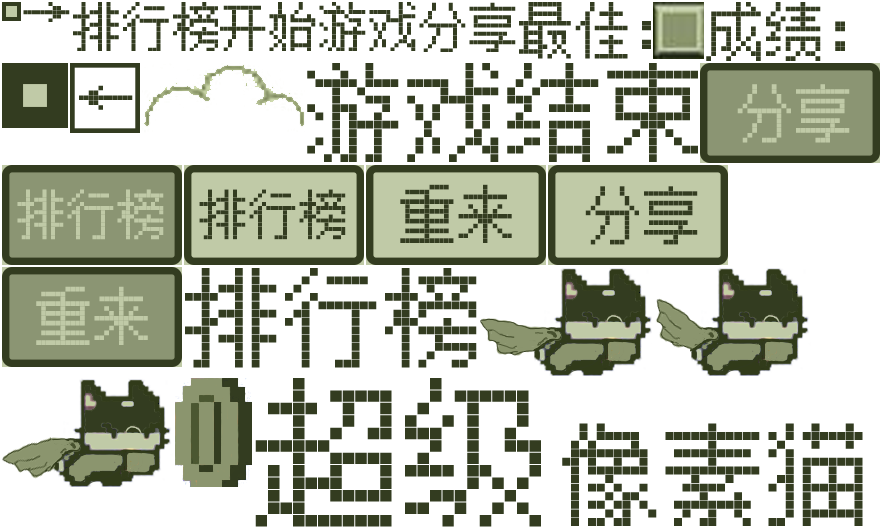 排行榜开始游戏分享最佳：成绩：
游戏结束 分享
排行榜 排行榜 重来 分享
重来 排行榜
超级 像素猫